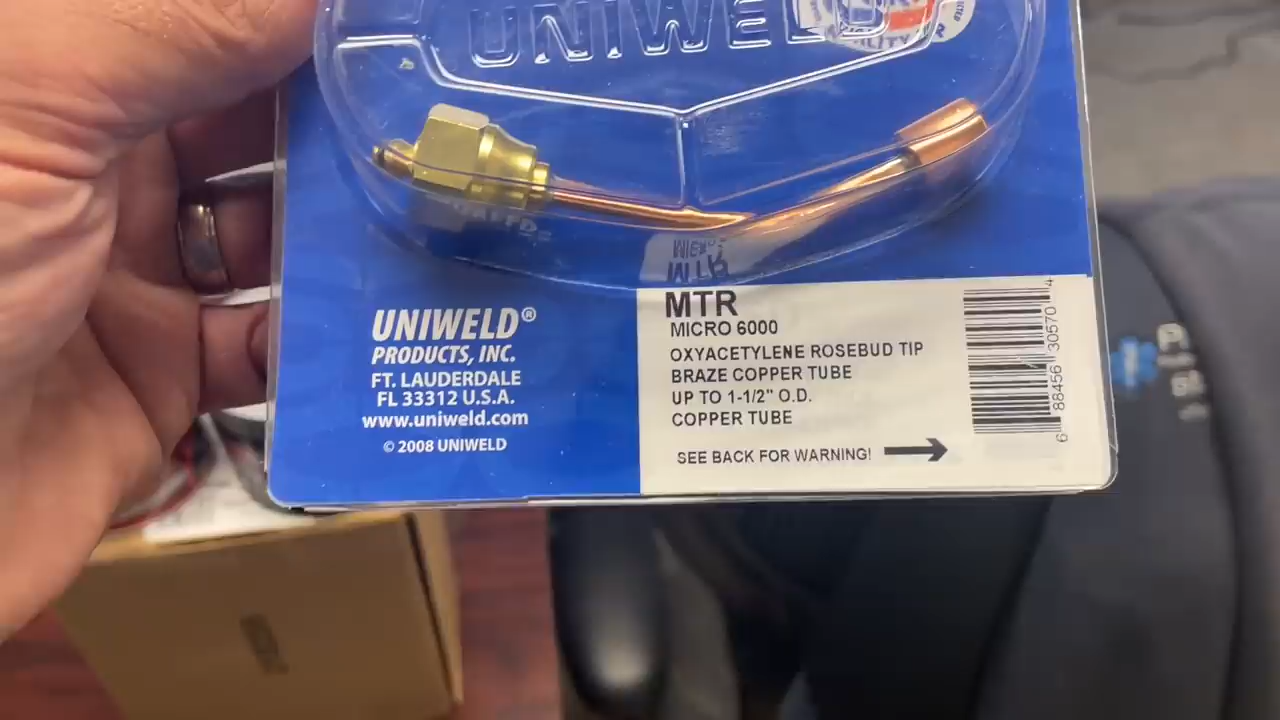 UNIWELD
UNIWELD®
PRODUCTS, INC.
FT. LAUDERDALE
FL 33312 U.S.A.
www.uniweld.com
© 2008 UNIWELD
MTR
MICRO 6000
OXYACETYLENE ROSEBUD TIP
BRAZE COPPER TUBE
UP TO 1-1/2" O.D.
COPPER TUBE
SEE BACK FOR WARNING!
6 88456 30570 4